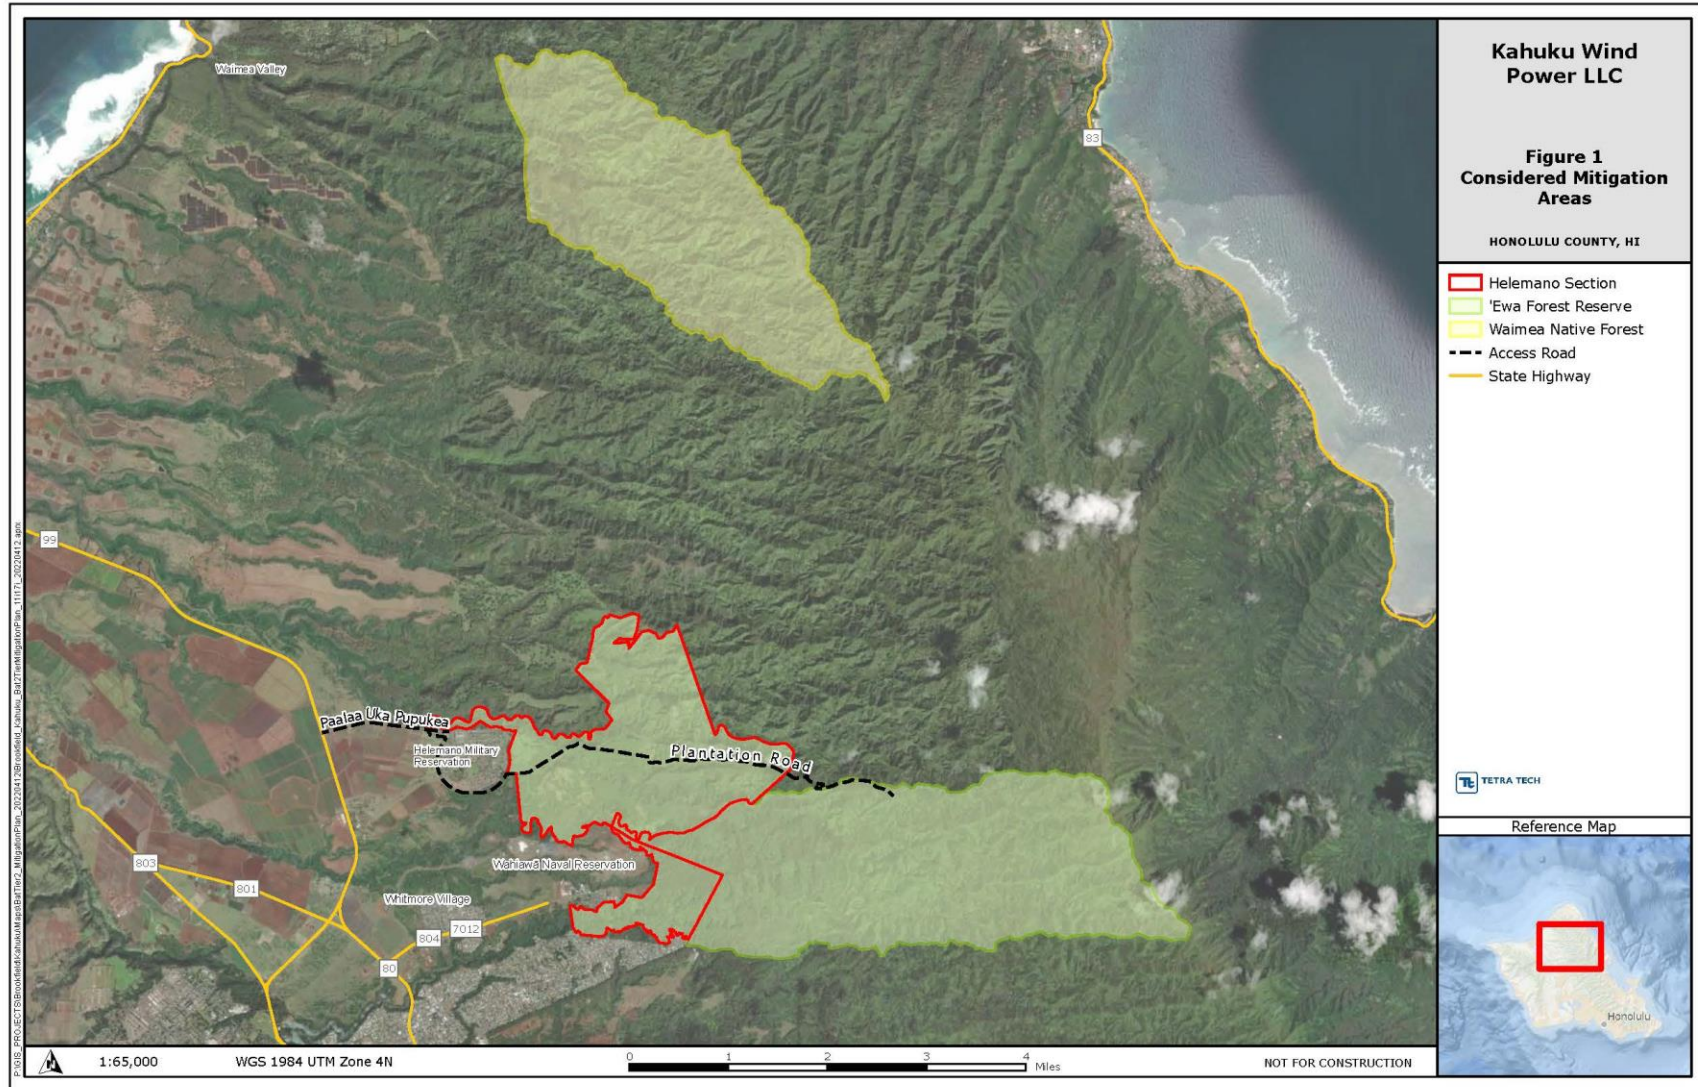 Kahuku Wind
Power LLC
Figure 1
Considered Mitigation
Areas
HONOLULU COUNTY, HI
Helemano Section
'Ewa Forest Reserve
Waimea Native Forest
Access Road
State Highway
TETRA TECH
Reference Map
Honolulu
Waimea Valley
83
99
Paalaa Uka Pupukea
Helemano Military
Reservation
Plantation Road
Wahiawa Naval Reservation
Whitmore Village
803
801
804
7012
80
1:65,000
WGS 1984 UTM Zone 4N
0 1 2 3 4
Miles
NOT FOR CONSTRUCTION